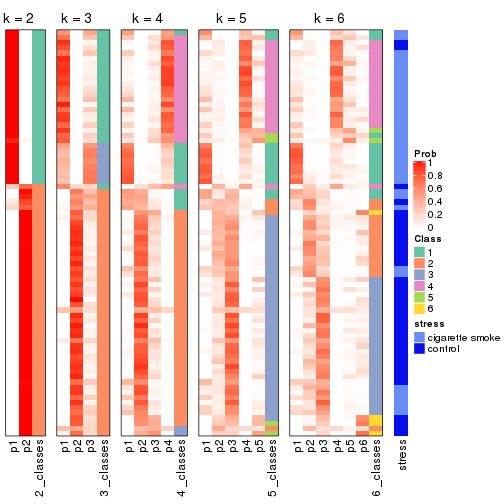 k = 2 k = 3 k = 4 k = 5 k = 6
Prob
1
0.8
0.6
0.4
0.2
0
Class
1
2
3
4
5
6
stress
cigarette smoke
control
p1 p2 2_classes p1 p2 p3 3_classes p1 p2 p3 p4 4_classes p1 p2 p3 p4 p5 5_classes p1 p2 p3 p4 p5 p6 6_classes stress